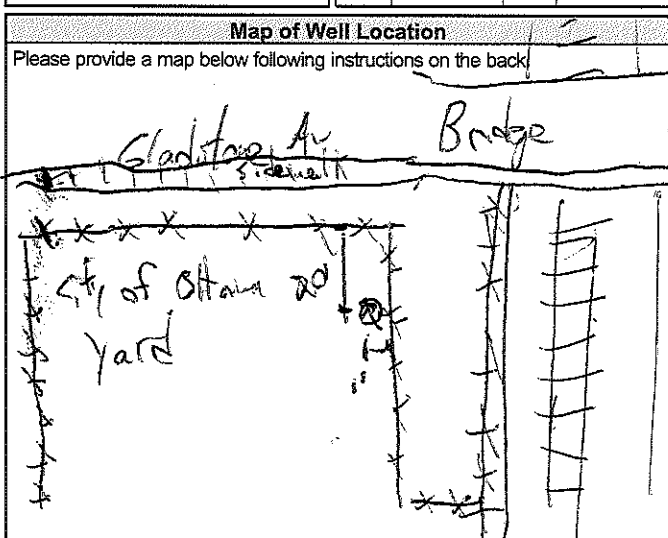 Map of Well Location
Please provide a map below following instructions on the back
Bridge
Gladstone Av
Sidewalk
City of Ottawa 20'
Yard